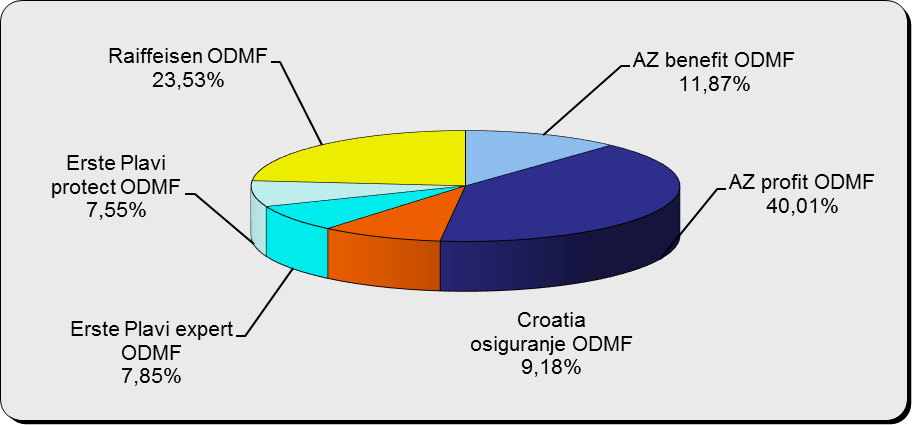 Raiffeisen ODMF
23,53%
AZ benefit ODMF
11,87%
Erste Plavi
protect ODMF
7,55%
AZ profit ODMF
40,01%
Erste Plavi expert
ODMF
7,85%
Croatia
osiguranje ODMF
9,18%